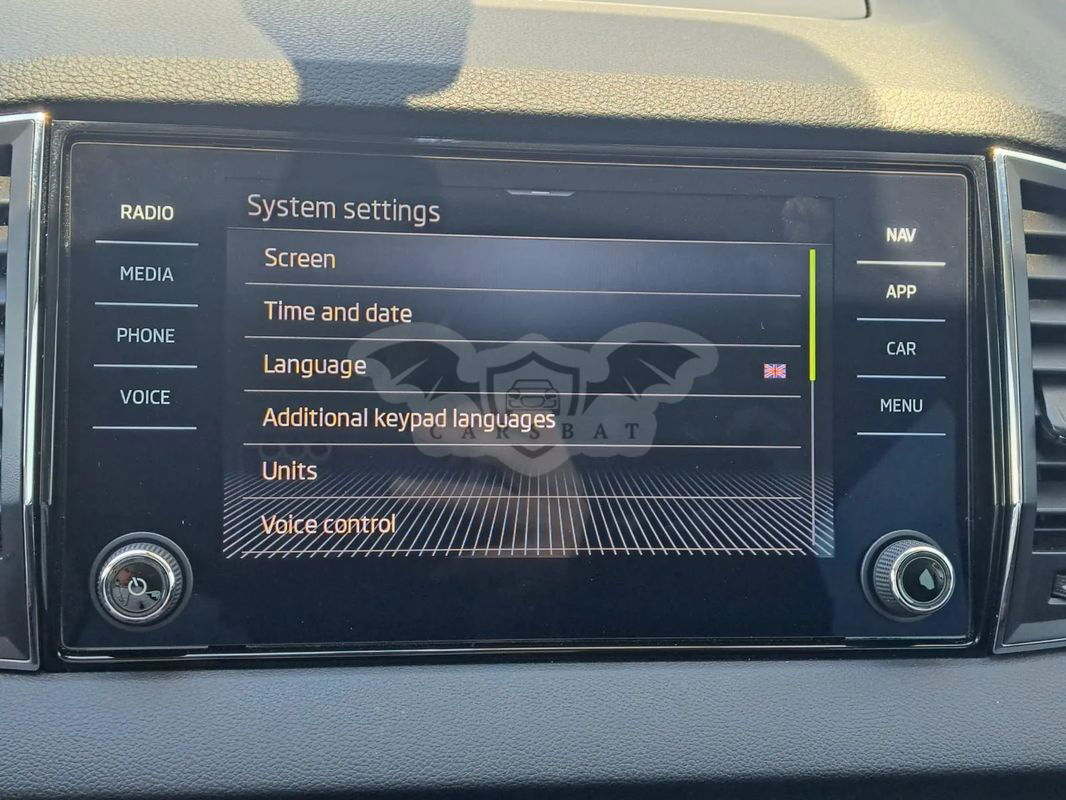 RADIO
MEDIA
PHONE
VOICE
System settings
Screen
Time and date
Language
Additional keypad languages
Units
Voice control
CARSBAT
NAV
APP
CAR
MENU